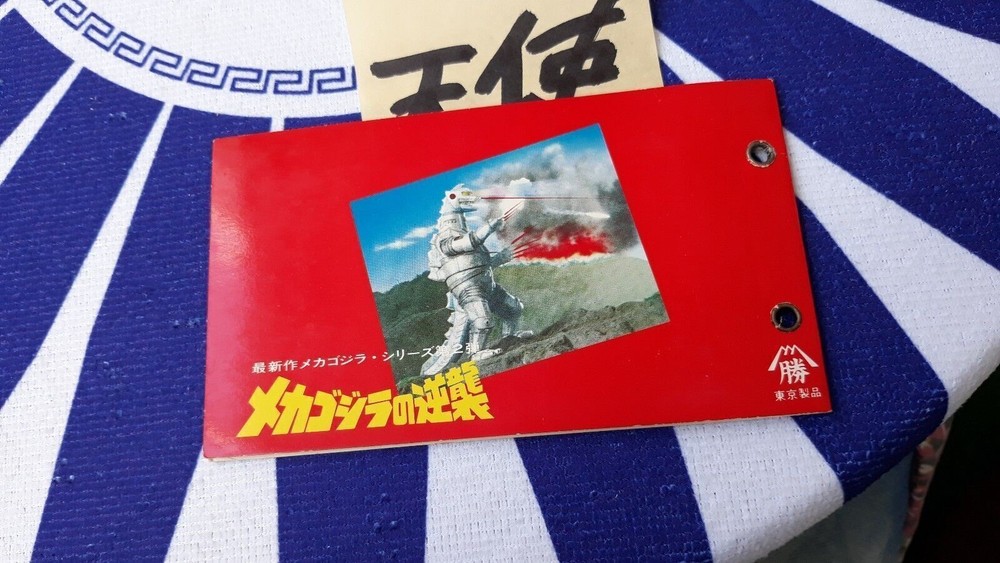 天使
最新作メカゴジラ・シリーズ第2弾
メカゴジラの逆襲
勝
東京製品